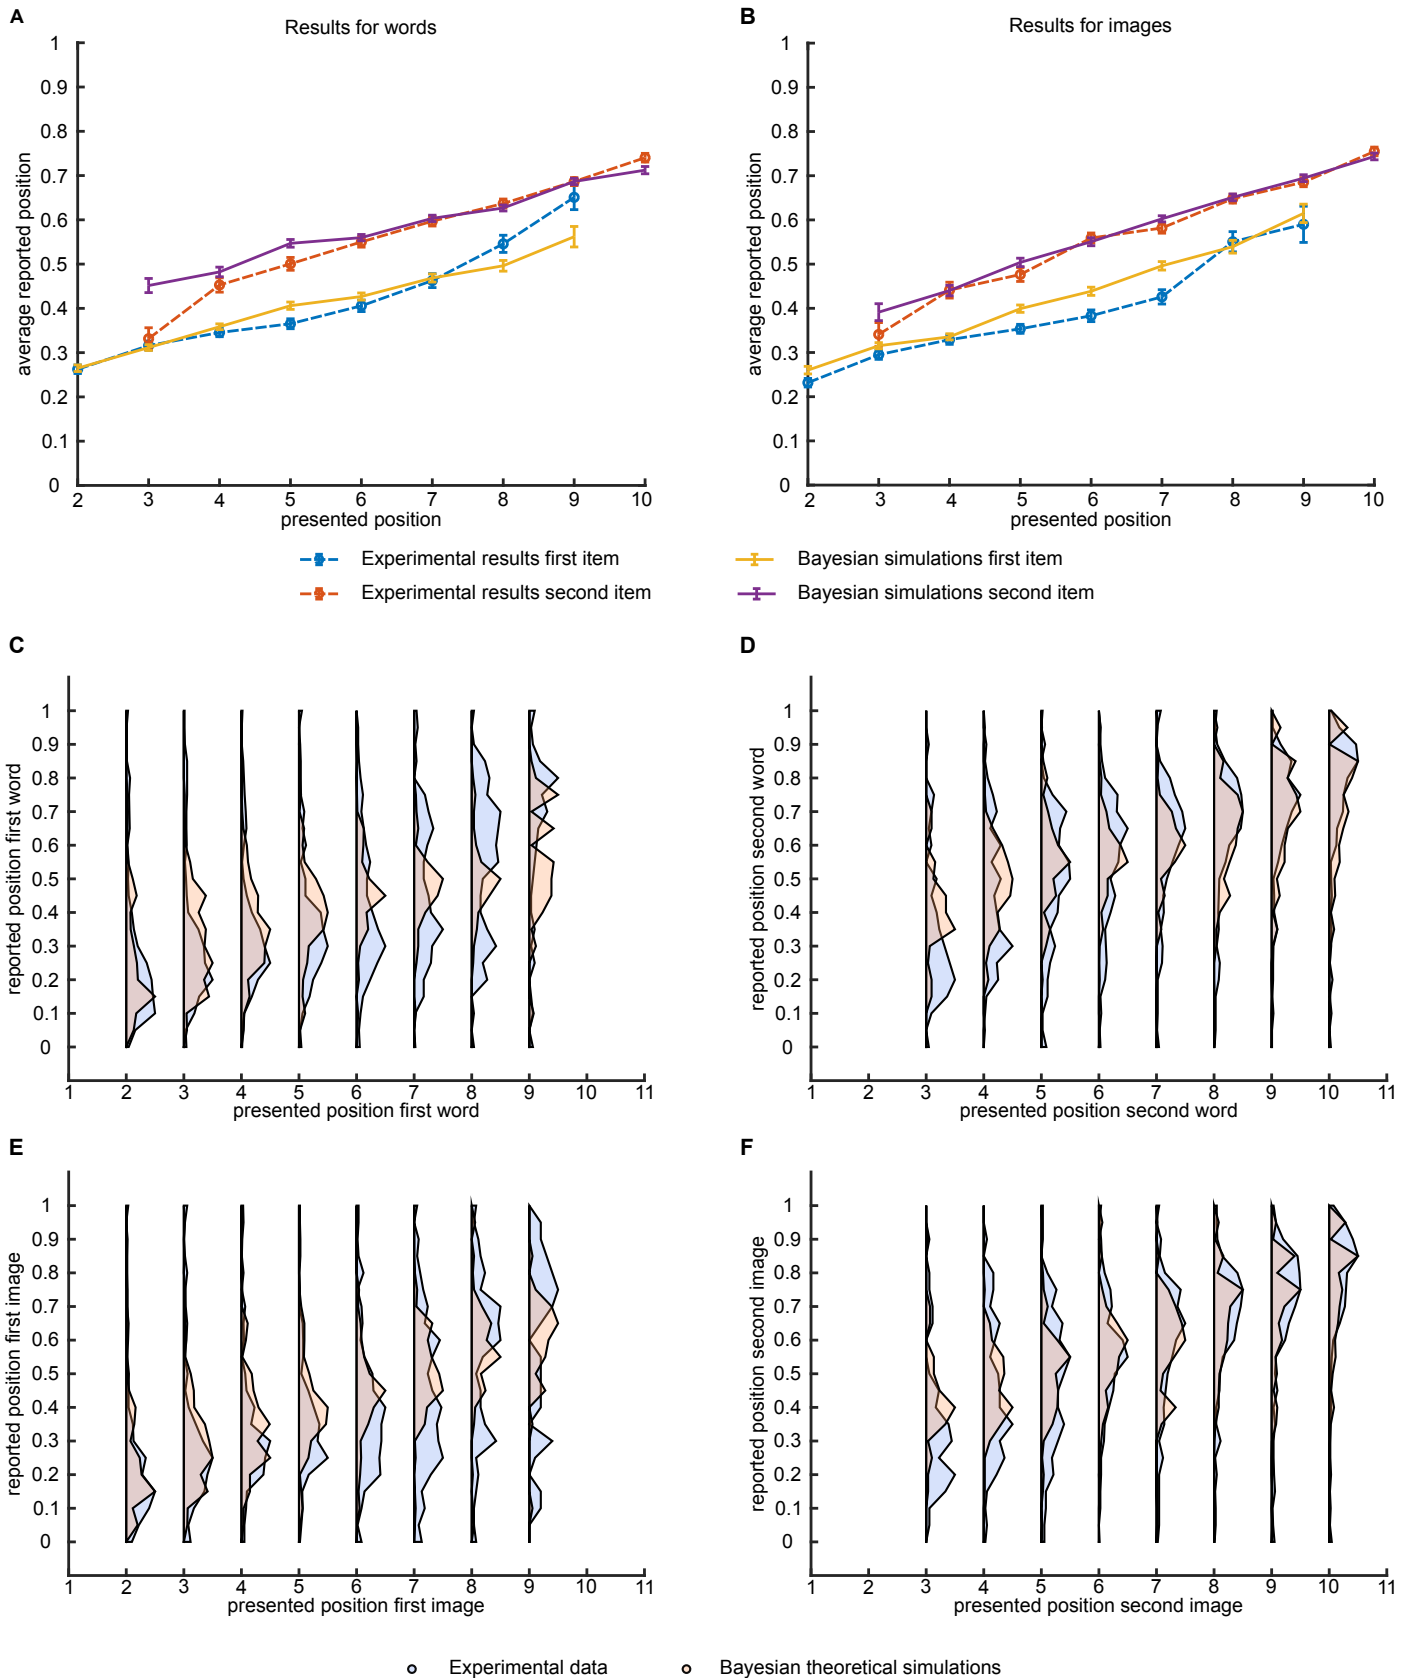 A
Results for words
1
0.9
0.8
0.7
0.6
0.5
0.4
0.3
0.2
0.1
0
average reported position
2 3 4 5 6 7 8 9 10
presented position
B
Results for images
1
0.9
0.8
0.7
0.6
0.5
0.4
0.3
0.2
0.1
0
average reported position
2 3 4 5 6 7 8 9 10
presented position
Experimental results first item
Experimental results second item
Bayesian simulations first item
Bayesian simulations second item
C
1
0.9
0.8
0.7
0.6
0.5
0.4
0.3
0.2
0.1
0
reported position first word
1 2 3 4 5 6 7 8 9 10 11
presented position first word
D
1
0.9
0.8
0.7
0.6
0.5
0.4
0.3
0.2
0.1
0
reported position second word
1 2 3 4 5 6 7 8 9 10 11
presented position second word
E
1
0.9
0.8
0.7
0.6
0.5
0.4
0.3
0.2
0.1
0
reported position first image
1 2 3 4 5 6 7 8 9 10 11
presented position first image
F
1
0.9
0.8
0.7
0.6
0.5
0.4
0.3
0.2
0.1
0
reported position second image
1 2 3 4 5 6 7 8 9 10 11
presented position second image
Experimental data
Bayesian theoretical simulations